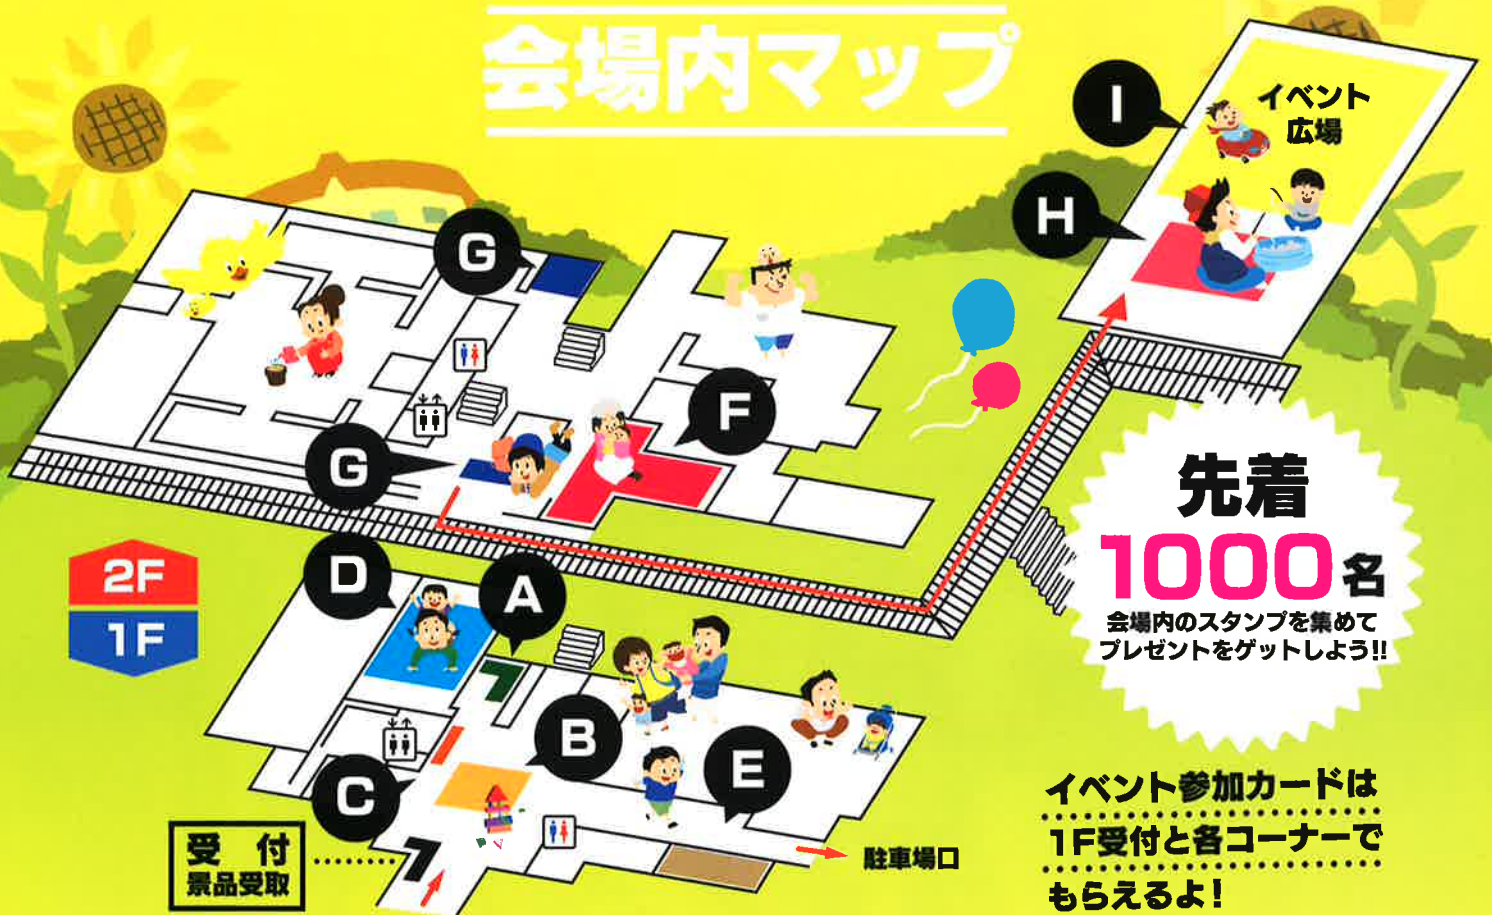 会場内マップ
I
イベント
広場
H
G
F
G
2F
1F
D
A
B
E
C
先着
1000名
会場内のスタンプを集めて
プレゼントをゲットしよう!!
受 付
景品受取
駐車場口
イベント参加カードは
1F受付と各コーナーで
もらえるよ!